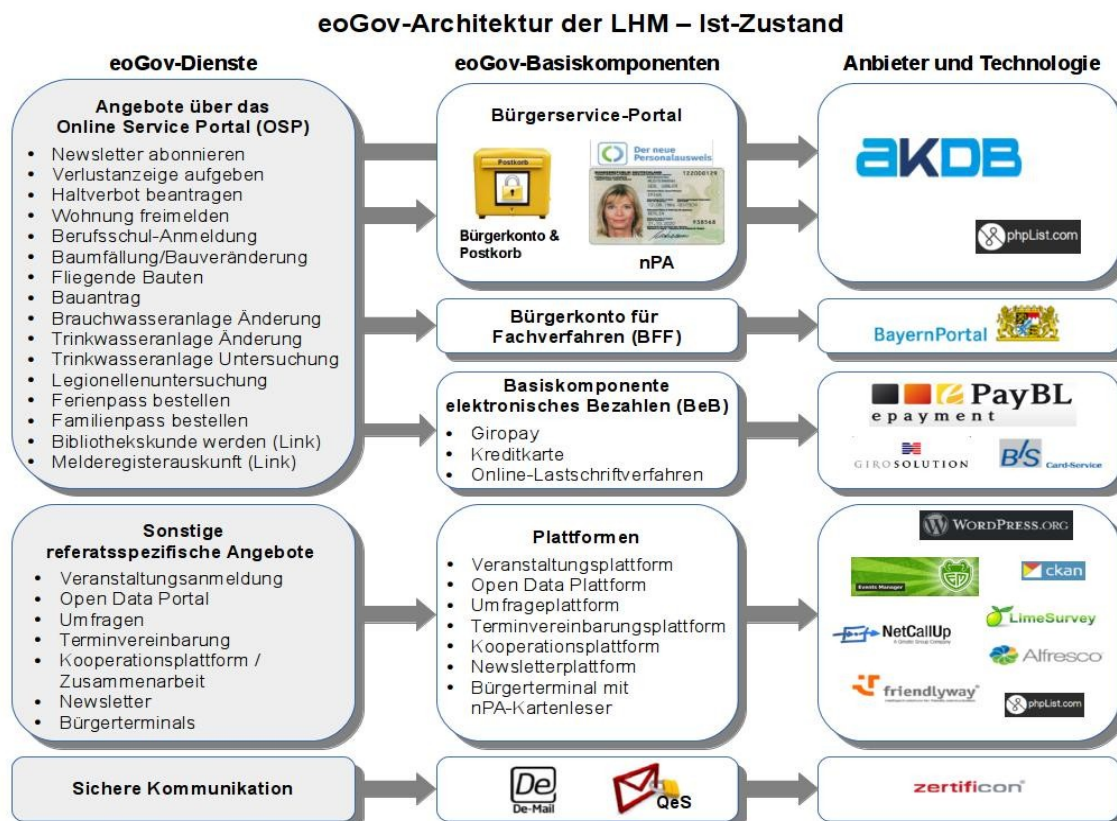 eoGov-Architektur der LHM – Ist-Zustand
eoGov-Dienste
Angebote über das
Online Service Portal (OSP)
• Newsletter abonnieren
• Verlustanzeige aufgeben
• Haltverbot beantragen
• Wohnung freimelden
• Berufsschul-Anmeldung
• Baumfällung/Bauveränderung
• Fliegende Bauten
• Bauantrag
• Brauchwasseranlage Änderung
• Trinkwasseranlage Änderung
• Trinkwasseranlage Untersuchung
• Legionellenuntersuchung
• Ferienpass bestellen
• Familienpass bestellen
• Bibliothekskunde werden (Link)
• Melderegisterauskunft (Link)
Sonstige
referatsspezifische Angebote
• Veranstaltungsanmeldung
• Open Data Portal
• Umfragen
• Terminvereinbarung
• Kooperationsplattform /
Zusammenarbeit
• Newsletter
• Bürgerterminals
Sichere Kommunikation
eoGov-Basiskomponenten
Bürgerservice-Portal
Postkorb
Bürgerkonto &
Postkorb
Der neue
Personalausweis
nPA
Bürgerkonto für
Fachverfahren (BFF)
Basiskomponente
elektronisches Bezahlen (BeB)
• Giropay
• Kreditkarte
• Online-Lastschriftverfahren
Plattformen
• Veranstaltungsplattform
• Open Data Plattform
• Umfrageplattform
• Terminvereinbarungsplattform
• Kooperationsplattform
• Newsletterplattform
• Bürgerterminal mit
nPA-Kartenleser
De
De-Mail
QeS
Anbieter und Technologie
AKDB
phpList.com
BayernPortal
PayBL
epayment
GIROSOLUTION
B/S Card-Service
WORDPRESS.ORG
Events Manager
ckan
LimeSurvey
NetCallUp
Alfresco
friendlyway
phpList.com
zertificon